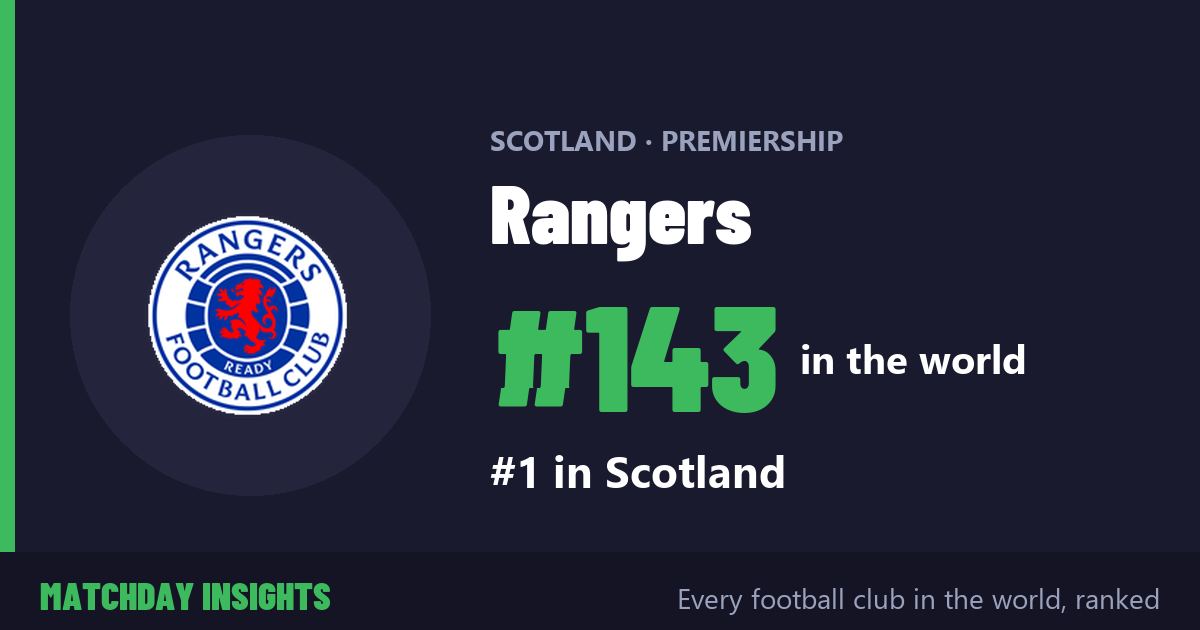 SCOTLAND · PREMIERSHIP
Rangers
RANGERS
READY
FOOTBALL CLUB
#143 in the world
#1 in Scotland
MATCHDAY INSIGHTS
Every football club in the world, ranked